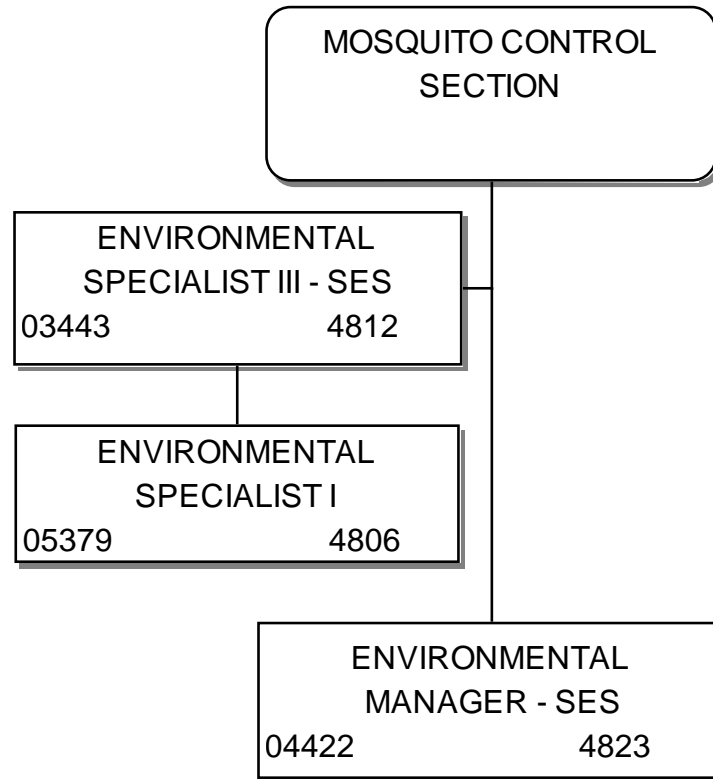 MOSQUITO CONTROL
SECTION
ENVIRONMENTAL
SPECIALIST III - SES
03443 4812
ENVIRONMENTAL
SPECIALIST I
05379 4806
ENVIRONMENTAL
MANAGER - SES
04422 4823